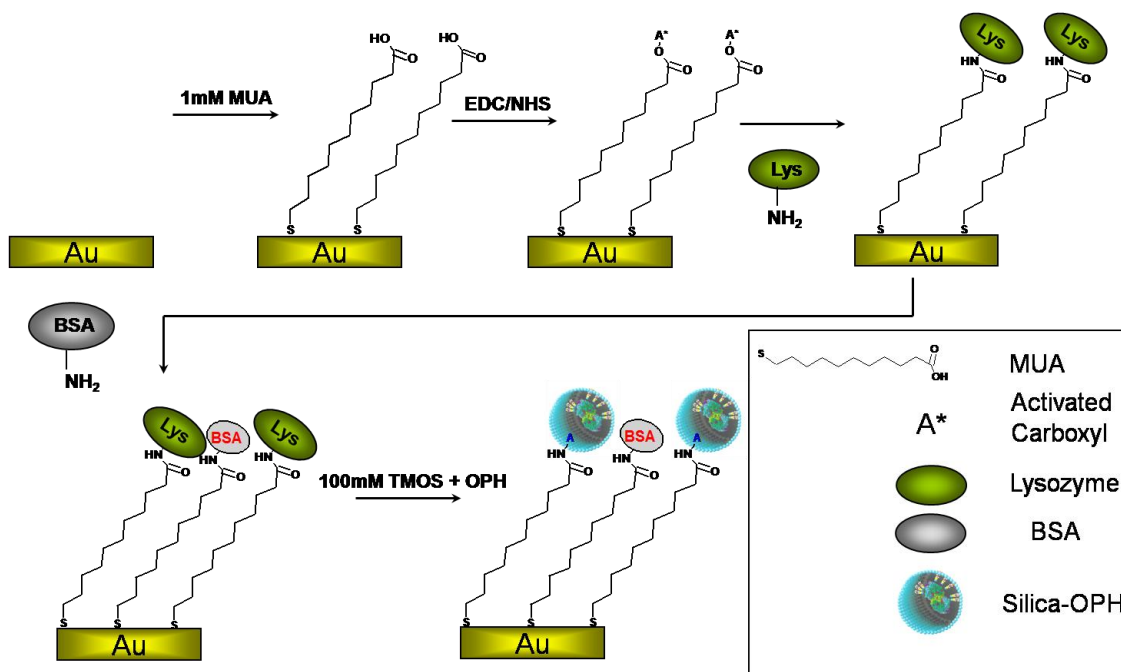 1mM MUA
HO
O
HO
O
S
S
Au
Au
EDC/NHS
A*
O
O
A*
O
O
S
S
Au
Lys
NH2
Lys
HN
O
Lys
HN
O
S
S
Au
BSA
NH2
Lys
HN
O
BSA
HN
O
Lys
HN
O
S
S
S
Au
100mM TMOS + OPH
A
HN
O
BSA
HN
O
A
HN
O
S
S
S
Au
S
O
OH
MUA
A*
Activated
Carboxyl
Lysozyme
BSA
Silica-OPH